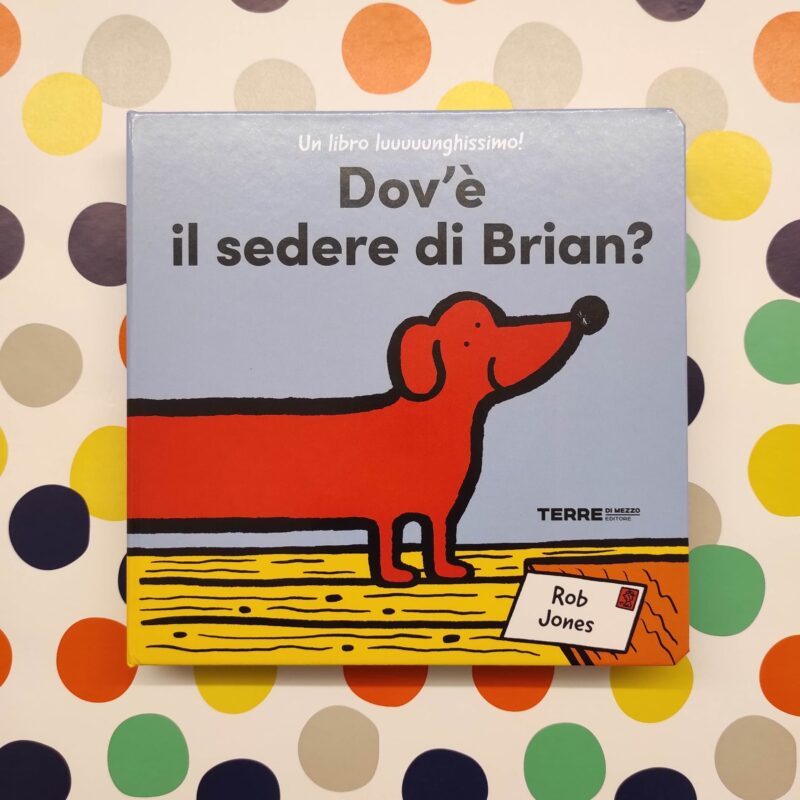 Un libro luuuuunghissimo!
Dov'è
il sedere di Brian?
TERRE DI MEZZO
EDITORE
Rob
Jones